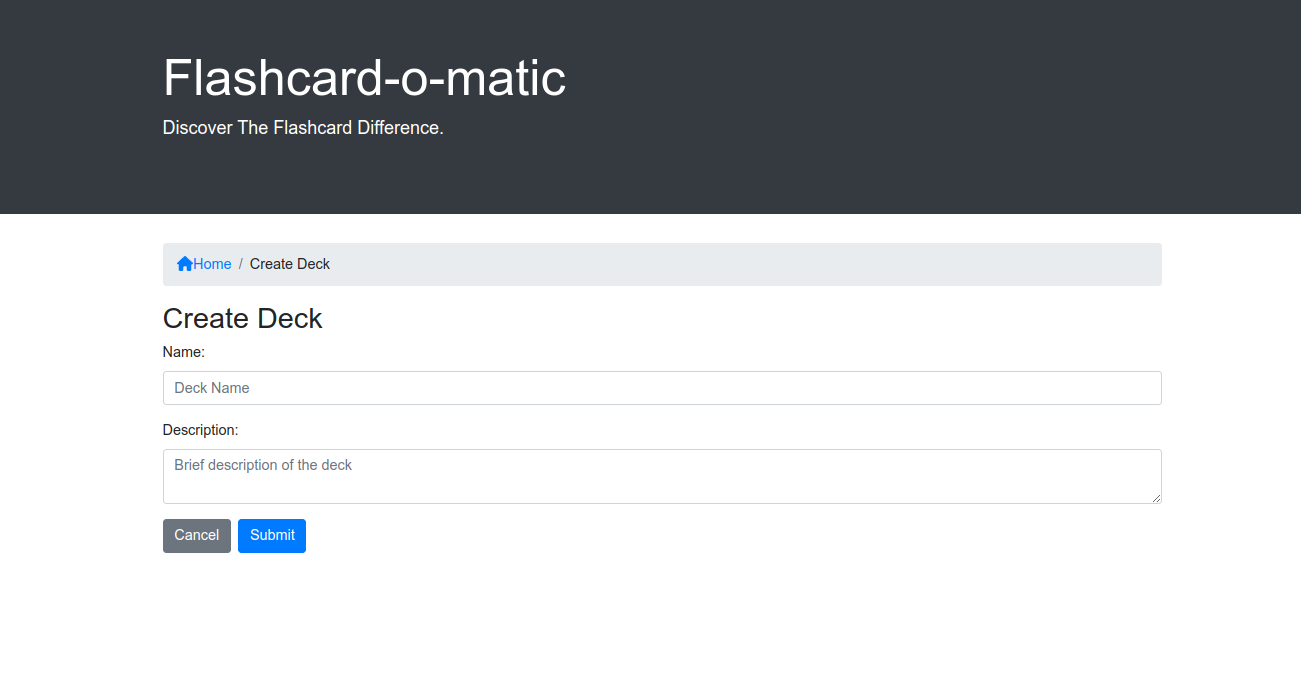 Flashcard-o-matic
Discover The Flashcard Difference.
Home / Create Deck
Create Deck
Name:
Deck Name
Description:
Brief description of the deck
Cancel Submit